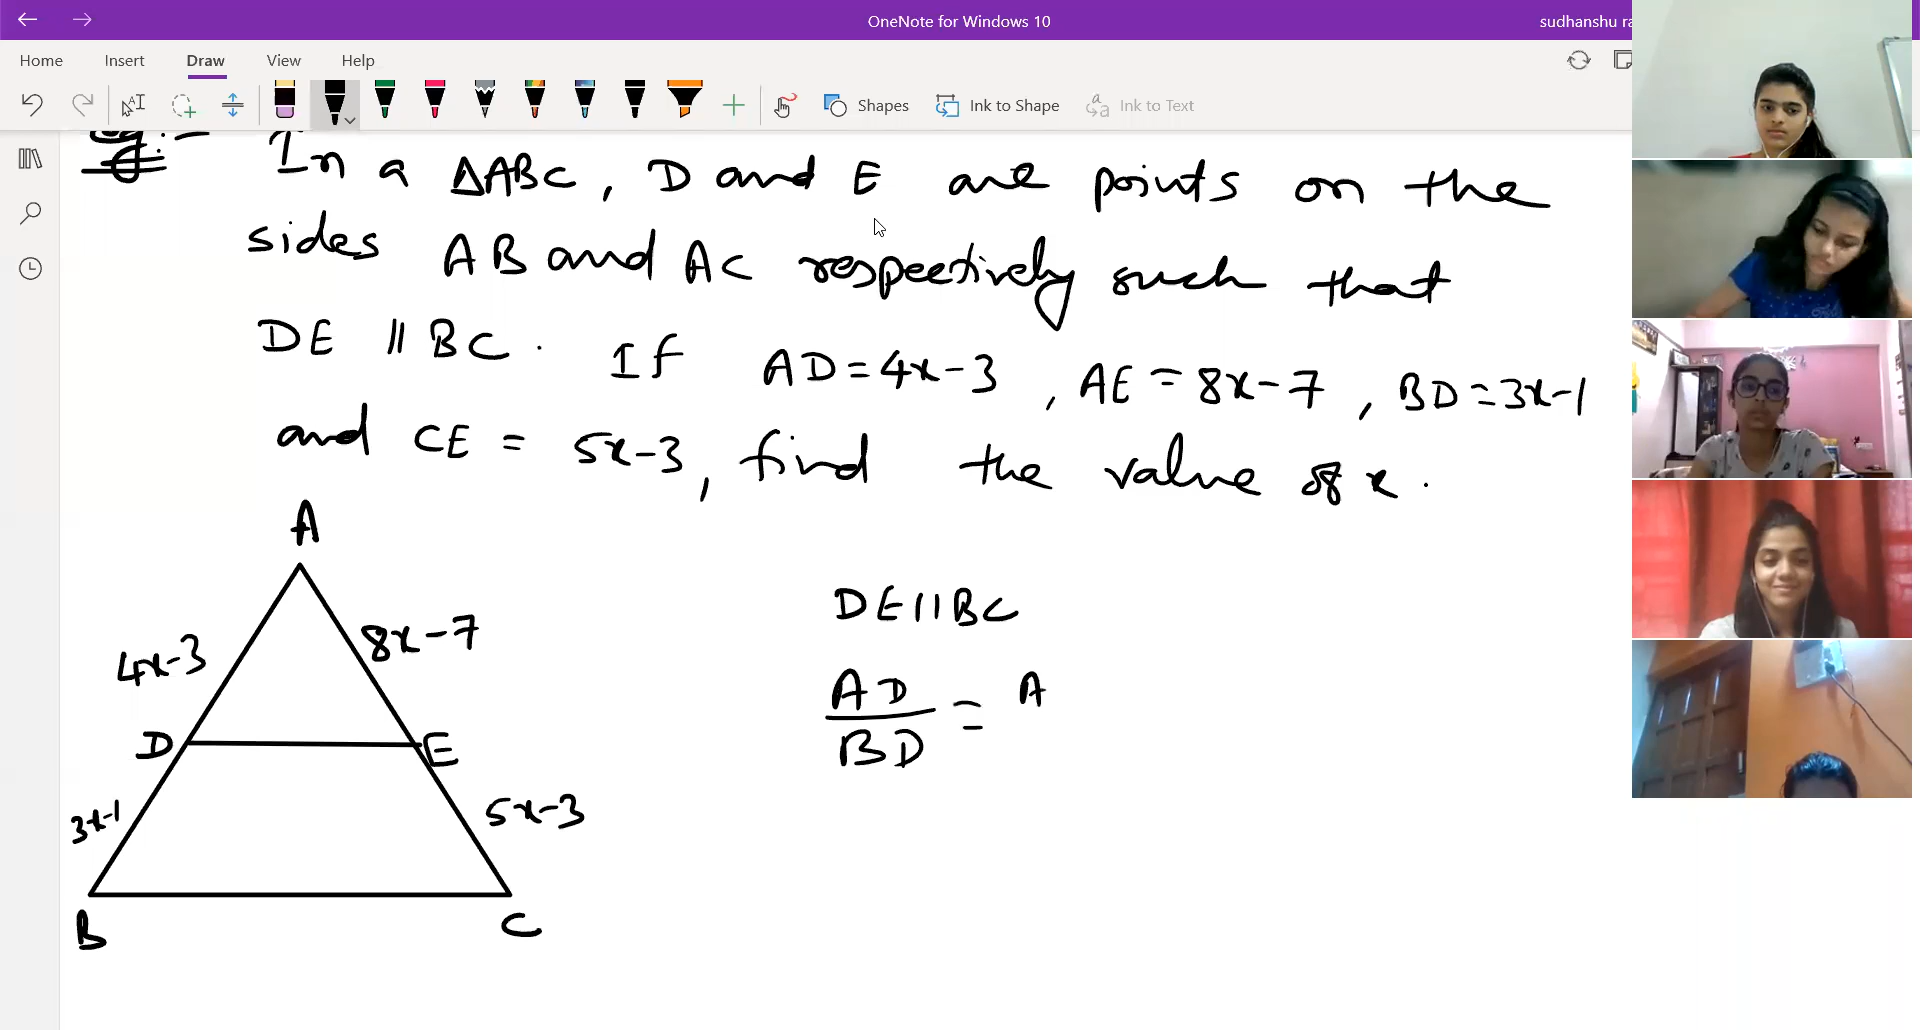 OneNote for Windows 10
sudhanshu ra
Home Insert Draw View Help
Shapes Ink to Shape Ink to Text
Eg:-
In a ΔABC, D and E are points on the
sides AB and AC respectively such that
DE || BC. If AD=4x-3, AE=8x-7, BD=3x-1
and CE = 5x-3, find the value of x.
A
4x-3 8x-7
D E
3x-1 5x-3
B C
DE||BC
AD/BD = A